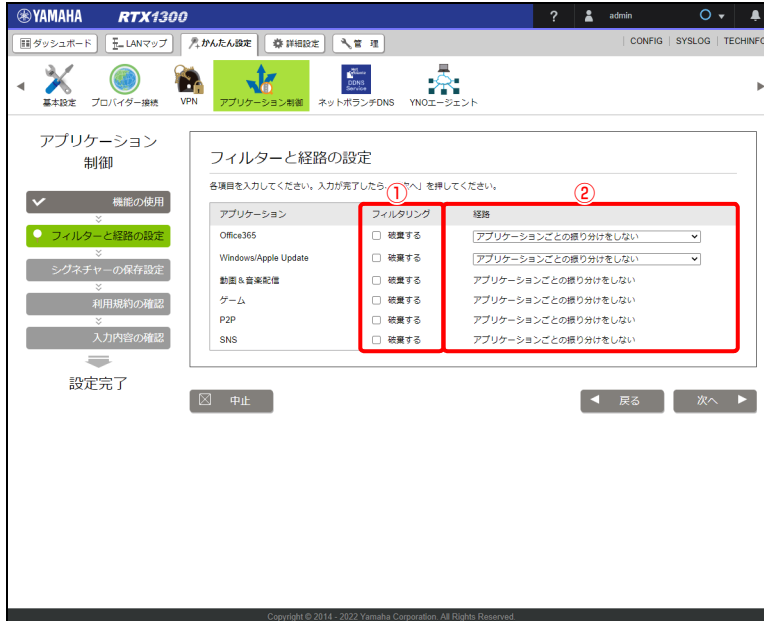 YAMAHA RTX1300 ? admin
ダッシュボード LANマップ かんたん設定 詳細設定 管 理 CONFIG SYSLOG TECHINFO
基本設定 プロバイダー接続 VPN アプリケーション制御 ネットボランチDNS YNOエージェント
DDNS
Service
アプリケーション
制御
機能の使用
フィルターと経路の設定
シグネチャーの保存設定
利用規約の確認
入力内容の確認
設定完了
フィルターと経路の設定
各項目を入力してください。入力が完了したら、 へ」を押してください。
① ②
アプリケーション フィルタリング 経路
Office365 破棄する アプリケーションごとの振り分けをしない
Windows/Apple Update 破棄する アプリケーションごとの振り分けをしない
動画&音楽配信 破棄する アプリケーションごとの振り分けをしない
ゲーム 破棄する アプリケーションごとの振り分けをしない
P2P 破棄する アプリケーションごとの振り分けをしない
SNS 破棄する アプリケーションごとの振り分けをしない
中止 戻る 次へ
Copyright © 2014 - 2022 Yamaha Corporation. All Rights Reserved.